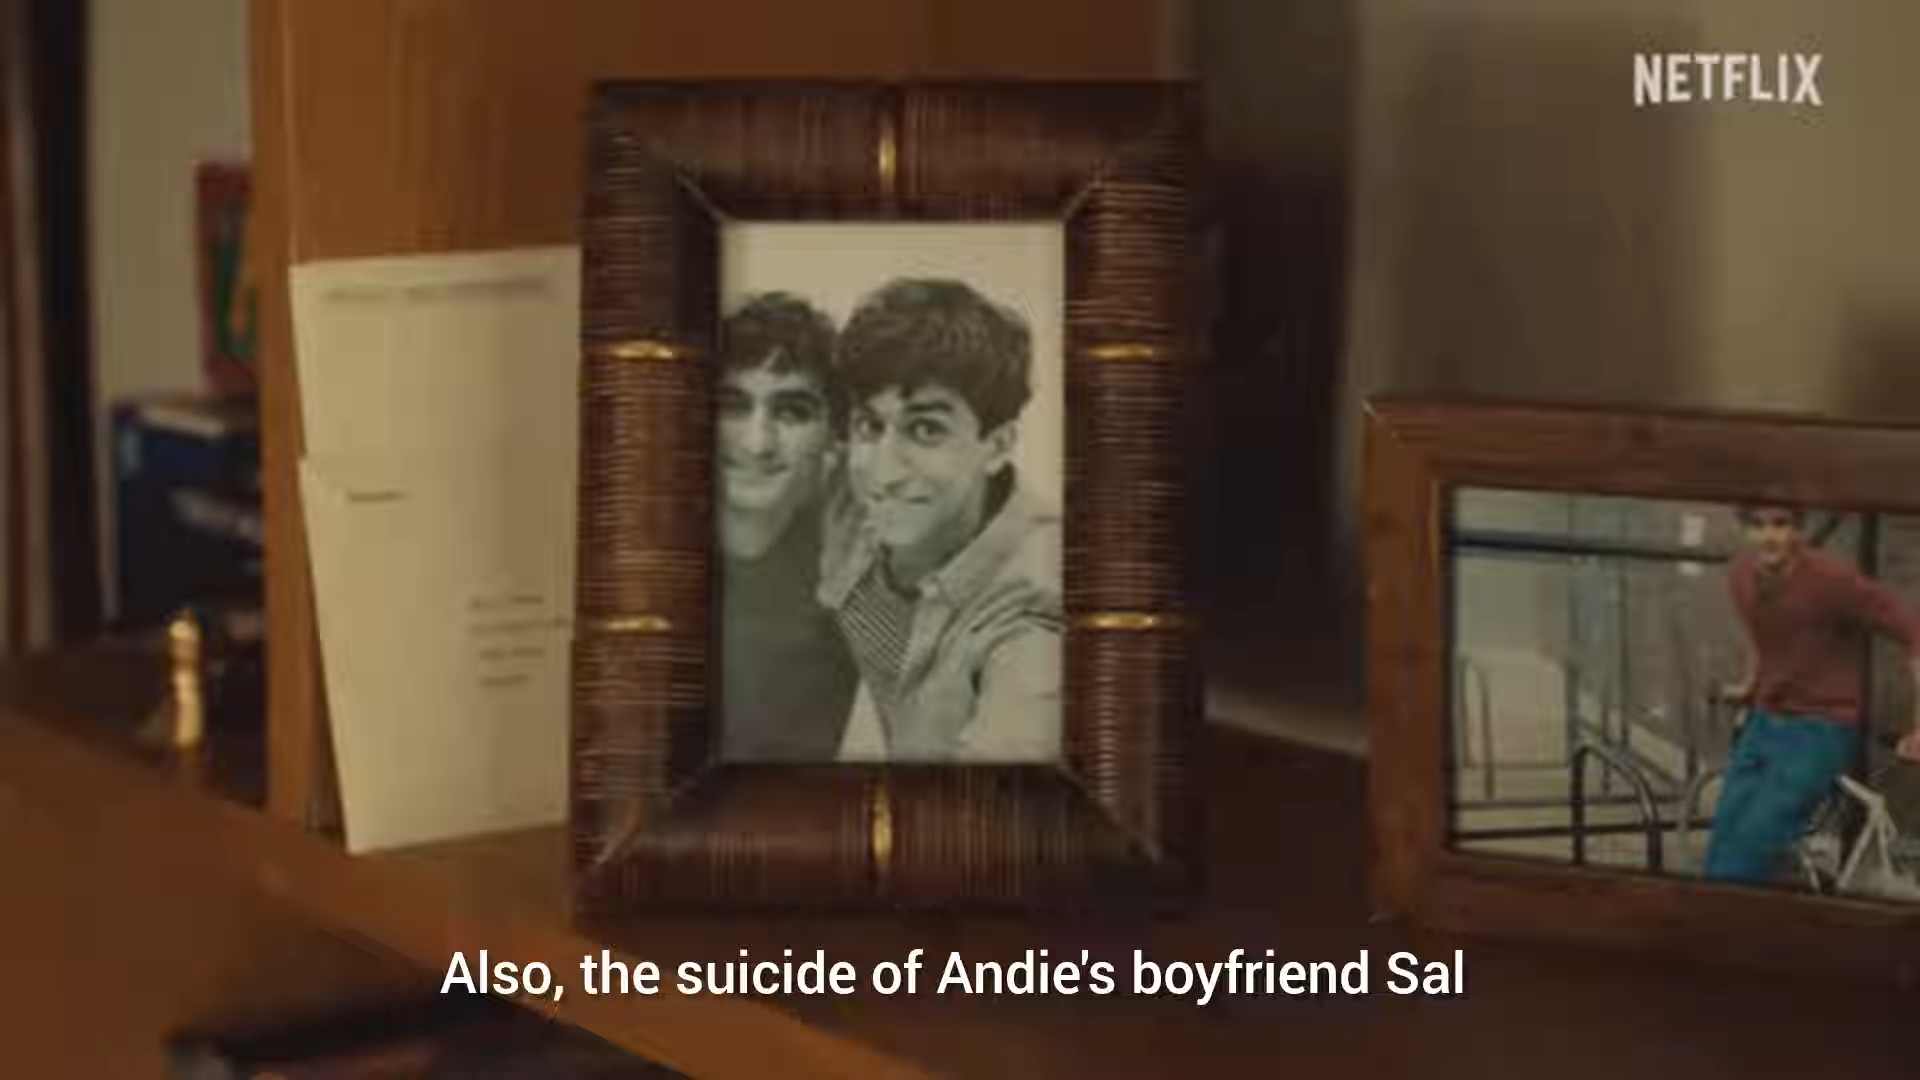 NETFLIX
Also, the suicide of Andie's boyfriend Sal